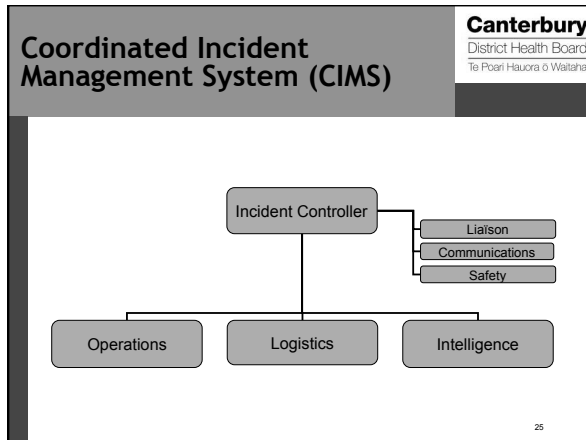 Coordinated Incident
Management System (CIMS)
Canterbury
District Health Board
Te Poari Hauora ō Waitaha
Incident Controller
Liaïson
Communications
Safety
Operations
Logistics
Intelligence
25